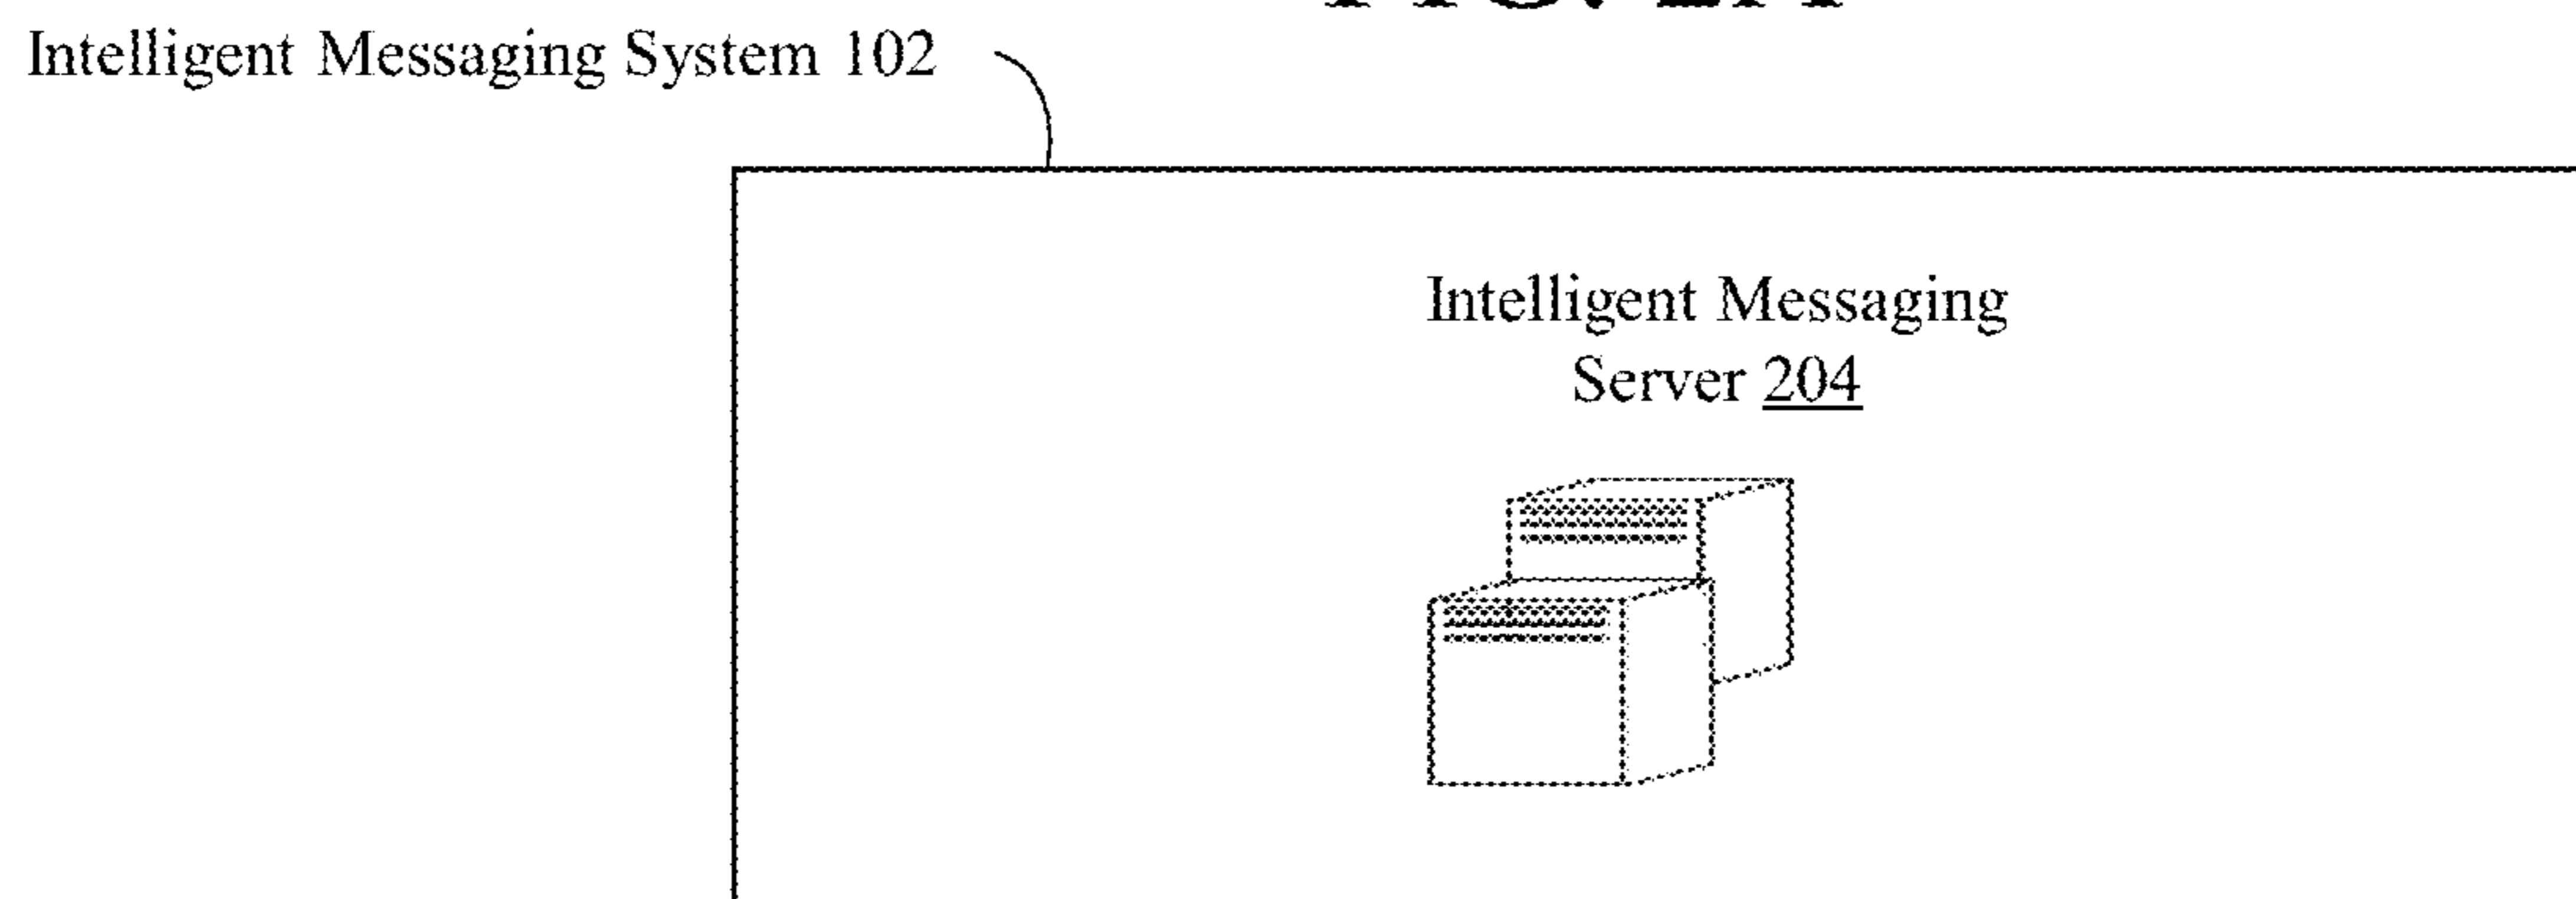 Intelligent Messaging System 102
Intelligent Messaging
Server 204